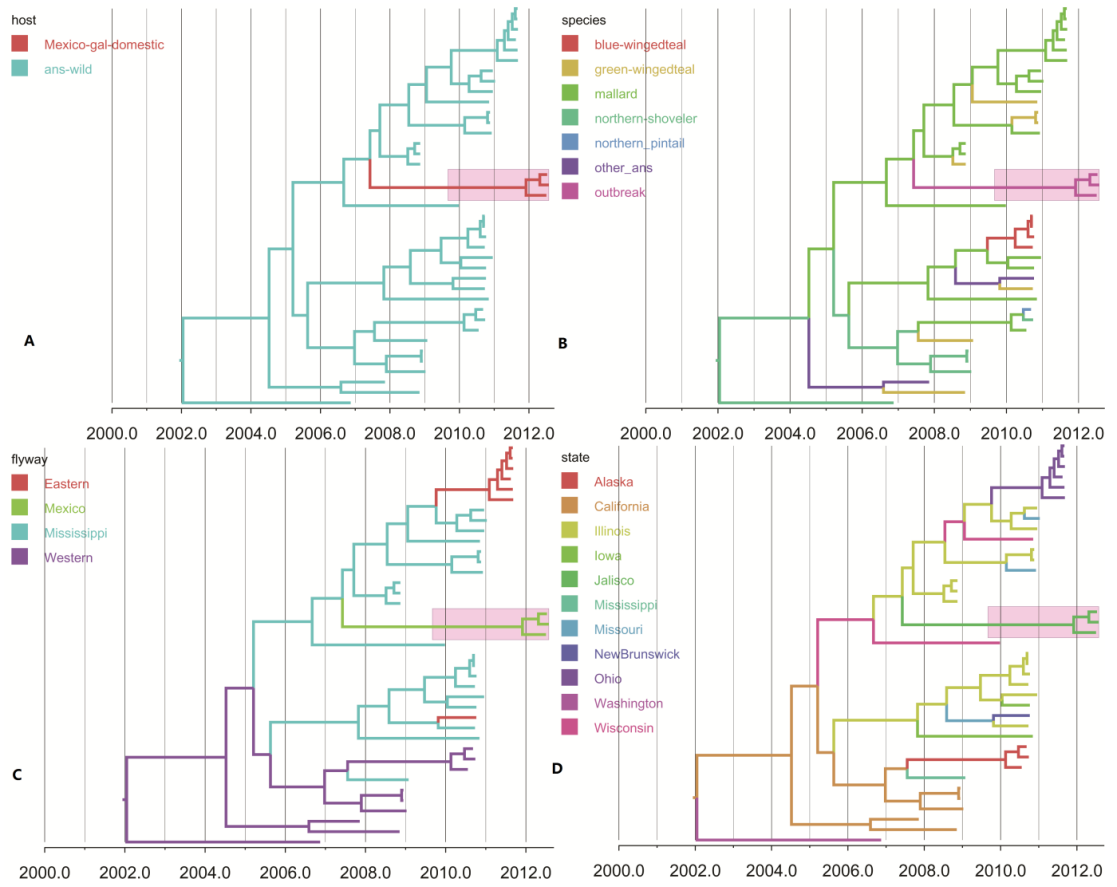 host
Mexico-gal-domestic
ans-wild
A
2000.0 2002.0 2004.0 2006.0 2008.0 2010.0 2012.0
species
blue-wingedteal
green-wingedteal
mallard
northern-shoveler
northern_pintail
other_ans
outbreak
B
2000.0 2002.0 2004.0 2006.0 2008.0 2010.0 2012.0
flyway
Eastern
Mexico
Mississippi
Western
C
2000.0 2002.0 2004.0 2006.0 2008.0 2010.0 2012.0
state
Alaska
California
Illinois
Iowa
Jalisco
Mississippi
Missouri
NewBrunswick
Ohio
Washington
Wisconsin
D
2000.0 2002.0 2004.0 2006.0 2008.0 2010.0 2012.0